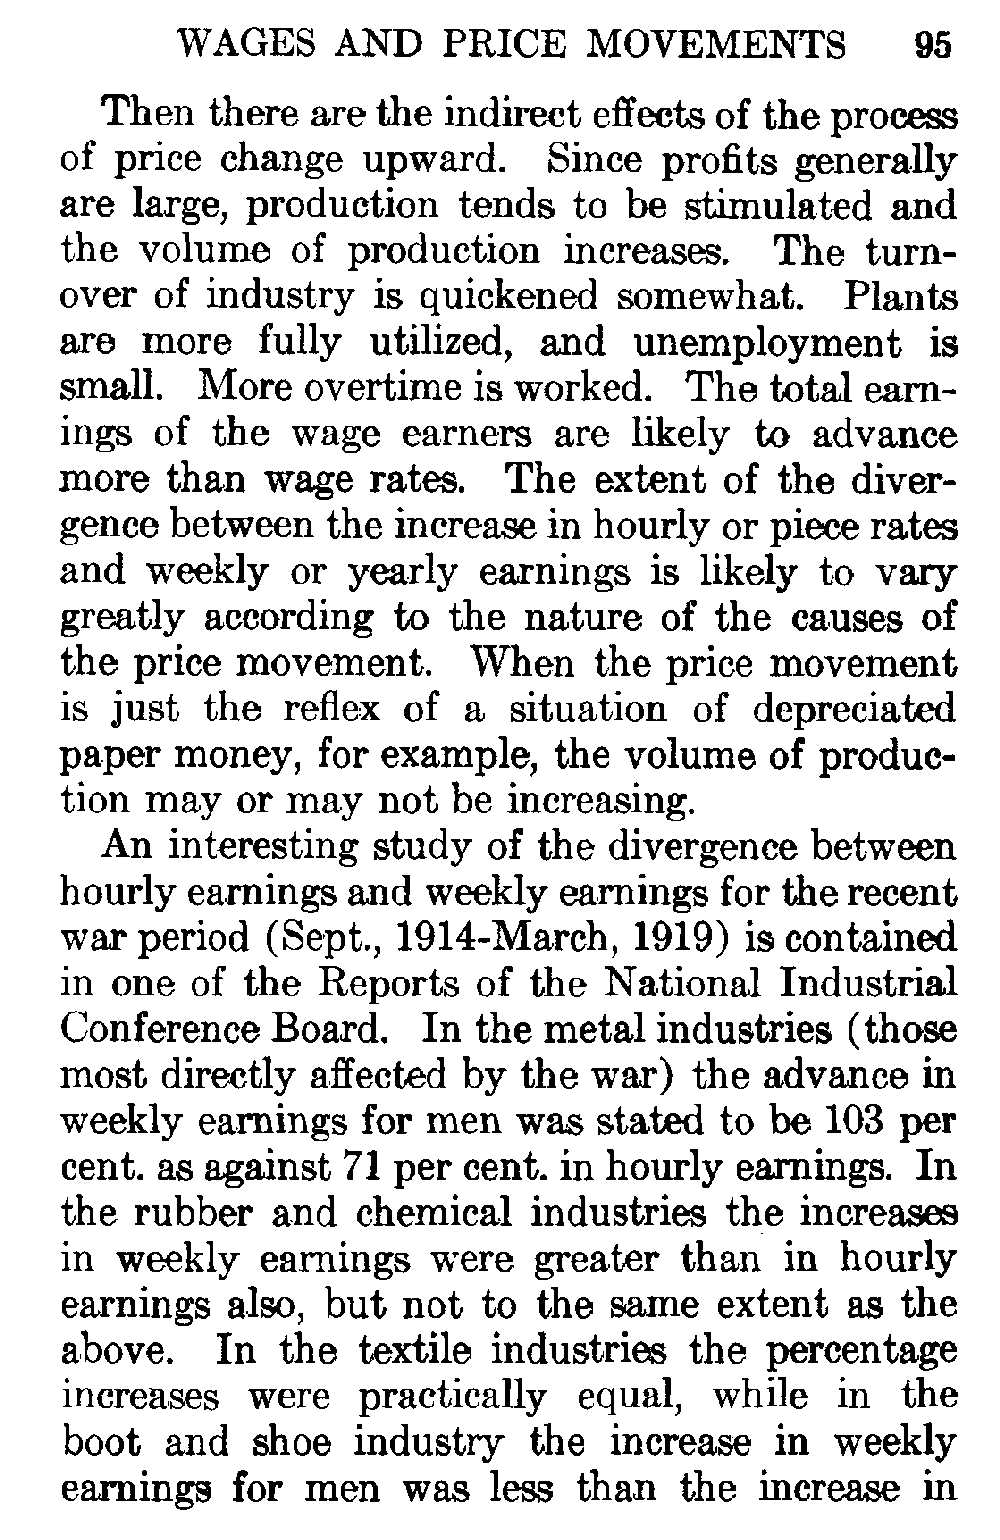 WAGES AND PRICE MOVEMENTS 95
Then there are the indirect effects of the process
of price change upward. Since profits generally
are large, production tends to be stimulated and
the volume of production increases. The turn-
over of industry is quickened somewhat. Plants
are more fully utilized, and unemployment is
small. More overtime is worked. The total earn-
ings of the wage earners are likely to advance
more than wage rates. The extent of the diver-
gence between the increase in hourly or piece rates
and weekly or yearly earnings is likely to vary
greatly according to the nature of the causes of
the price movement. When the price movement
is just the reflex of a situation of depreciated
paper money, for example, the volume of produc-
tion may or may not be increasing.
An interesting study of the divergence between
hourly earnings and weekly earnings for the recent
war period (Sept., 1914-March, 1919) is contained
in one of the Reports of the National Industrial
Conference Board. In the metal industries (those
most directly affected by the war) the advance in
weekly earnings for men was stated to be 103 per
cent. as against 71 per cent. in hourly earnings. In
the rubber and chemical industries the increases
in weekly earnings were greater than in hourly
earnings also, but not to the same extent as the
above. In the textile industries the percentage
increases were practically equal, while in the
boot and shoe industry the increase in weekly
earnings for men was less than the increase in